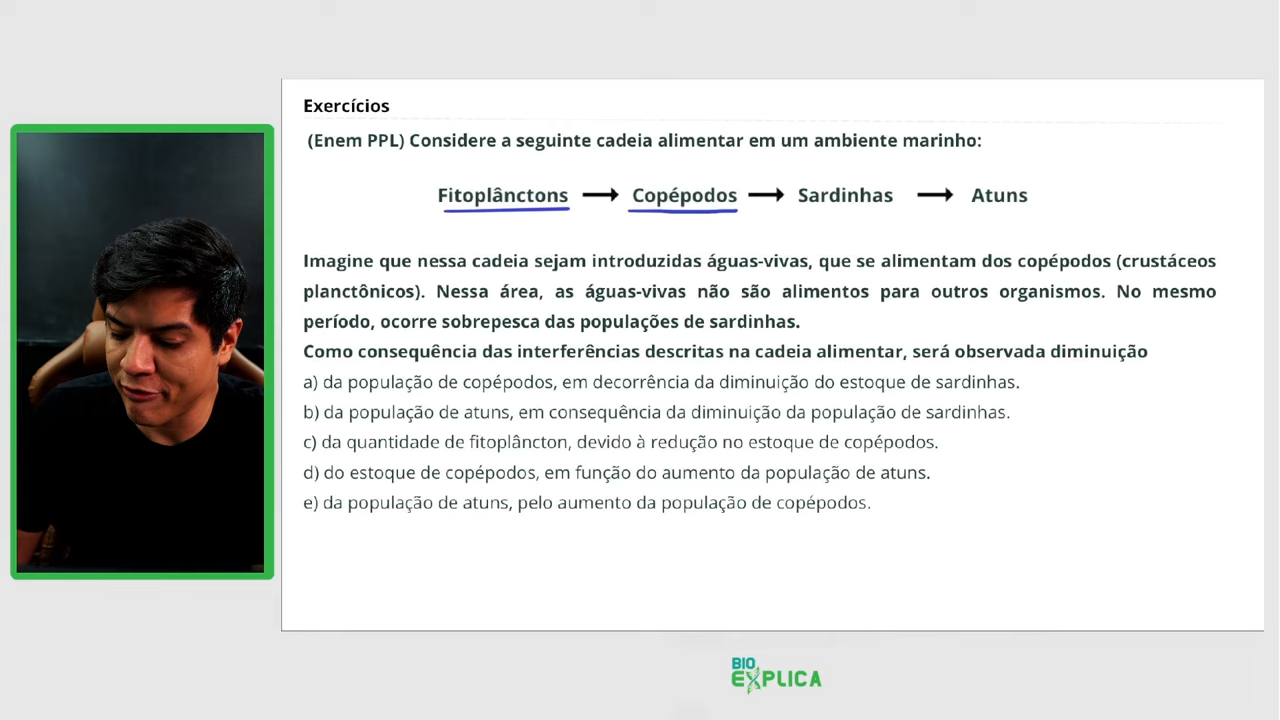 Exercícios
(Enem PPL) Considere a seguinte cadeia alimentar em um ambiente marinho:
Fitoplânctons → Copépodos → Sardinhas → Atuns
Imagine que nessa cadeia sejam introduzidas águas-vivas, que se alimentam dos copépodos (crustáceos
planctônicos). Nessa área, as águas-vivas não são alimentos para outros organismos. No mesmo
período, ocorre sobrepesca das populações de sardinhas.
Como consequência das interferências descritas na cadeia alimentar, será observada diminuição
a) da população de copépodos, em decorrência da diminuição do estoque de sardinhas.
b) da população de atuns, em consequência da diminuição da população de sardinhas.
c) da quantidade de fitoplâncton, devido à redução no estoque de copépodos.
d) do estoque de copépodos, em função do aumento da população de atuns.
e) da população de atuns, pelo aumento da população de copépodos.
BIO
EXPLICA